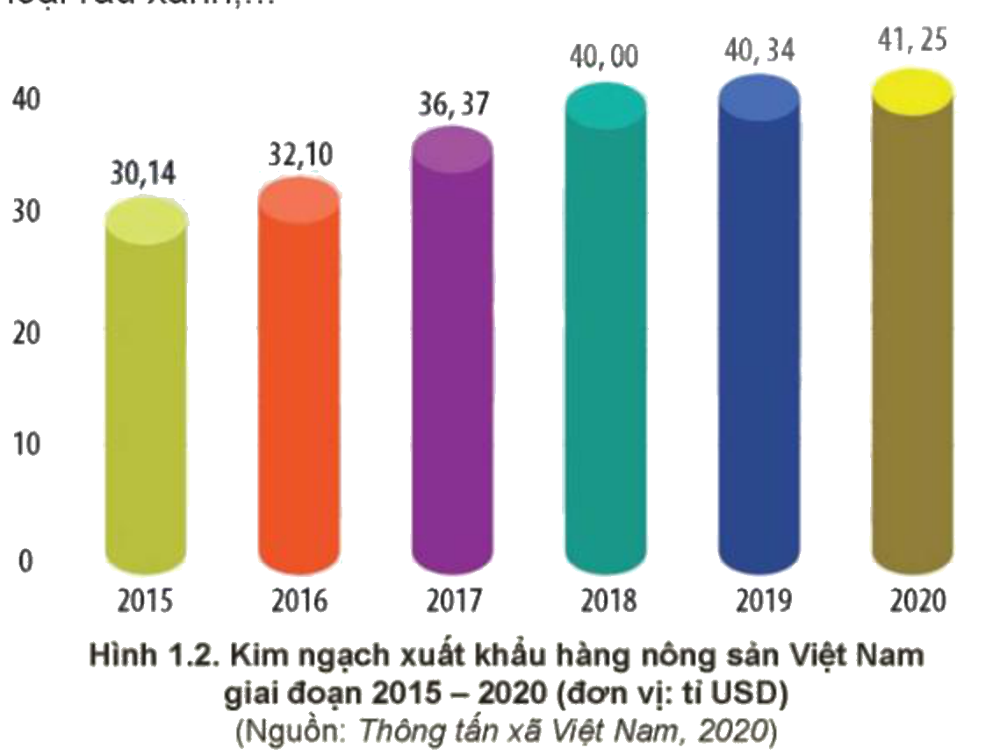 41, 25
40, 34
40, 00
36, 37
32,10
30,14
40
30
20
10
0
2015 2016 2017 2018 2019 2020
Hình 1.2. Kim ngạch xuất khẩu hàng nông sản Việt Nam
giai đoạn 2015 – 2020 (đơn vị: tỉ USD)
(Nguồn: Thông tấn xã Việt Nam, 2020)